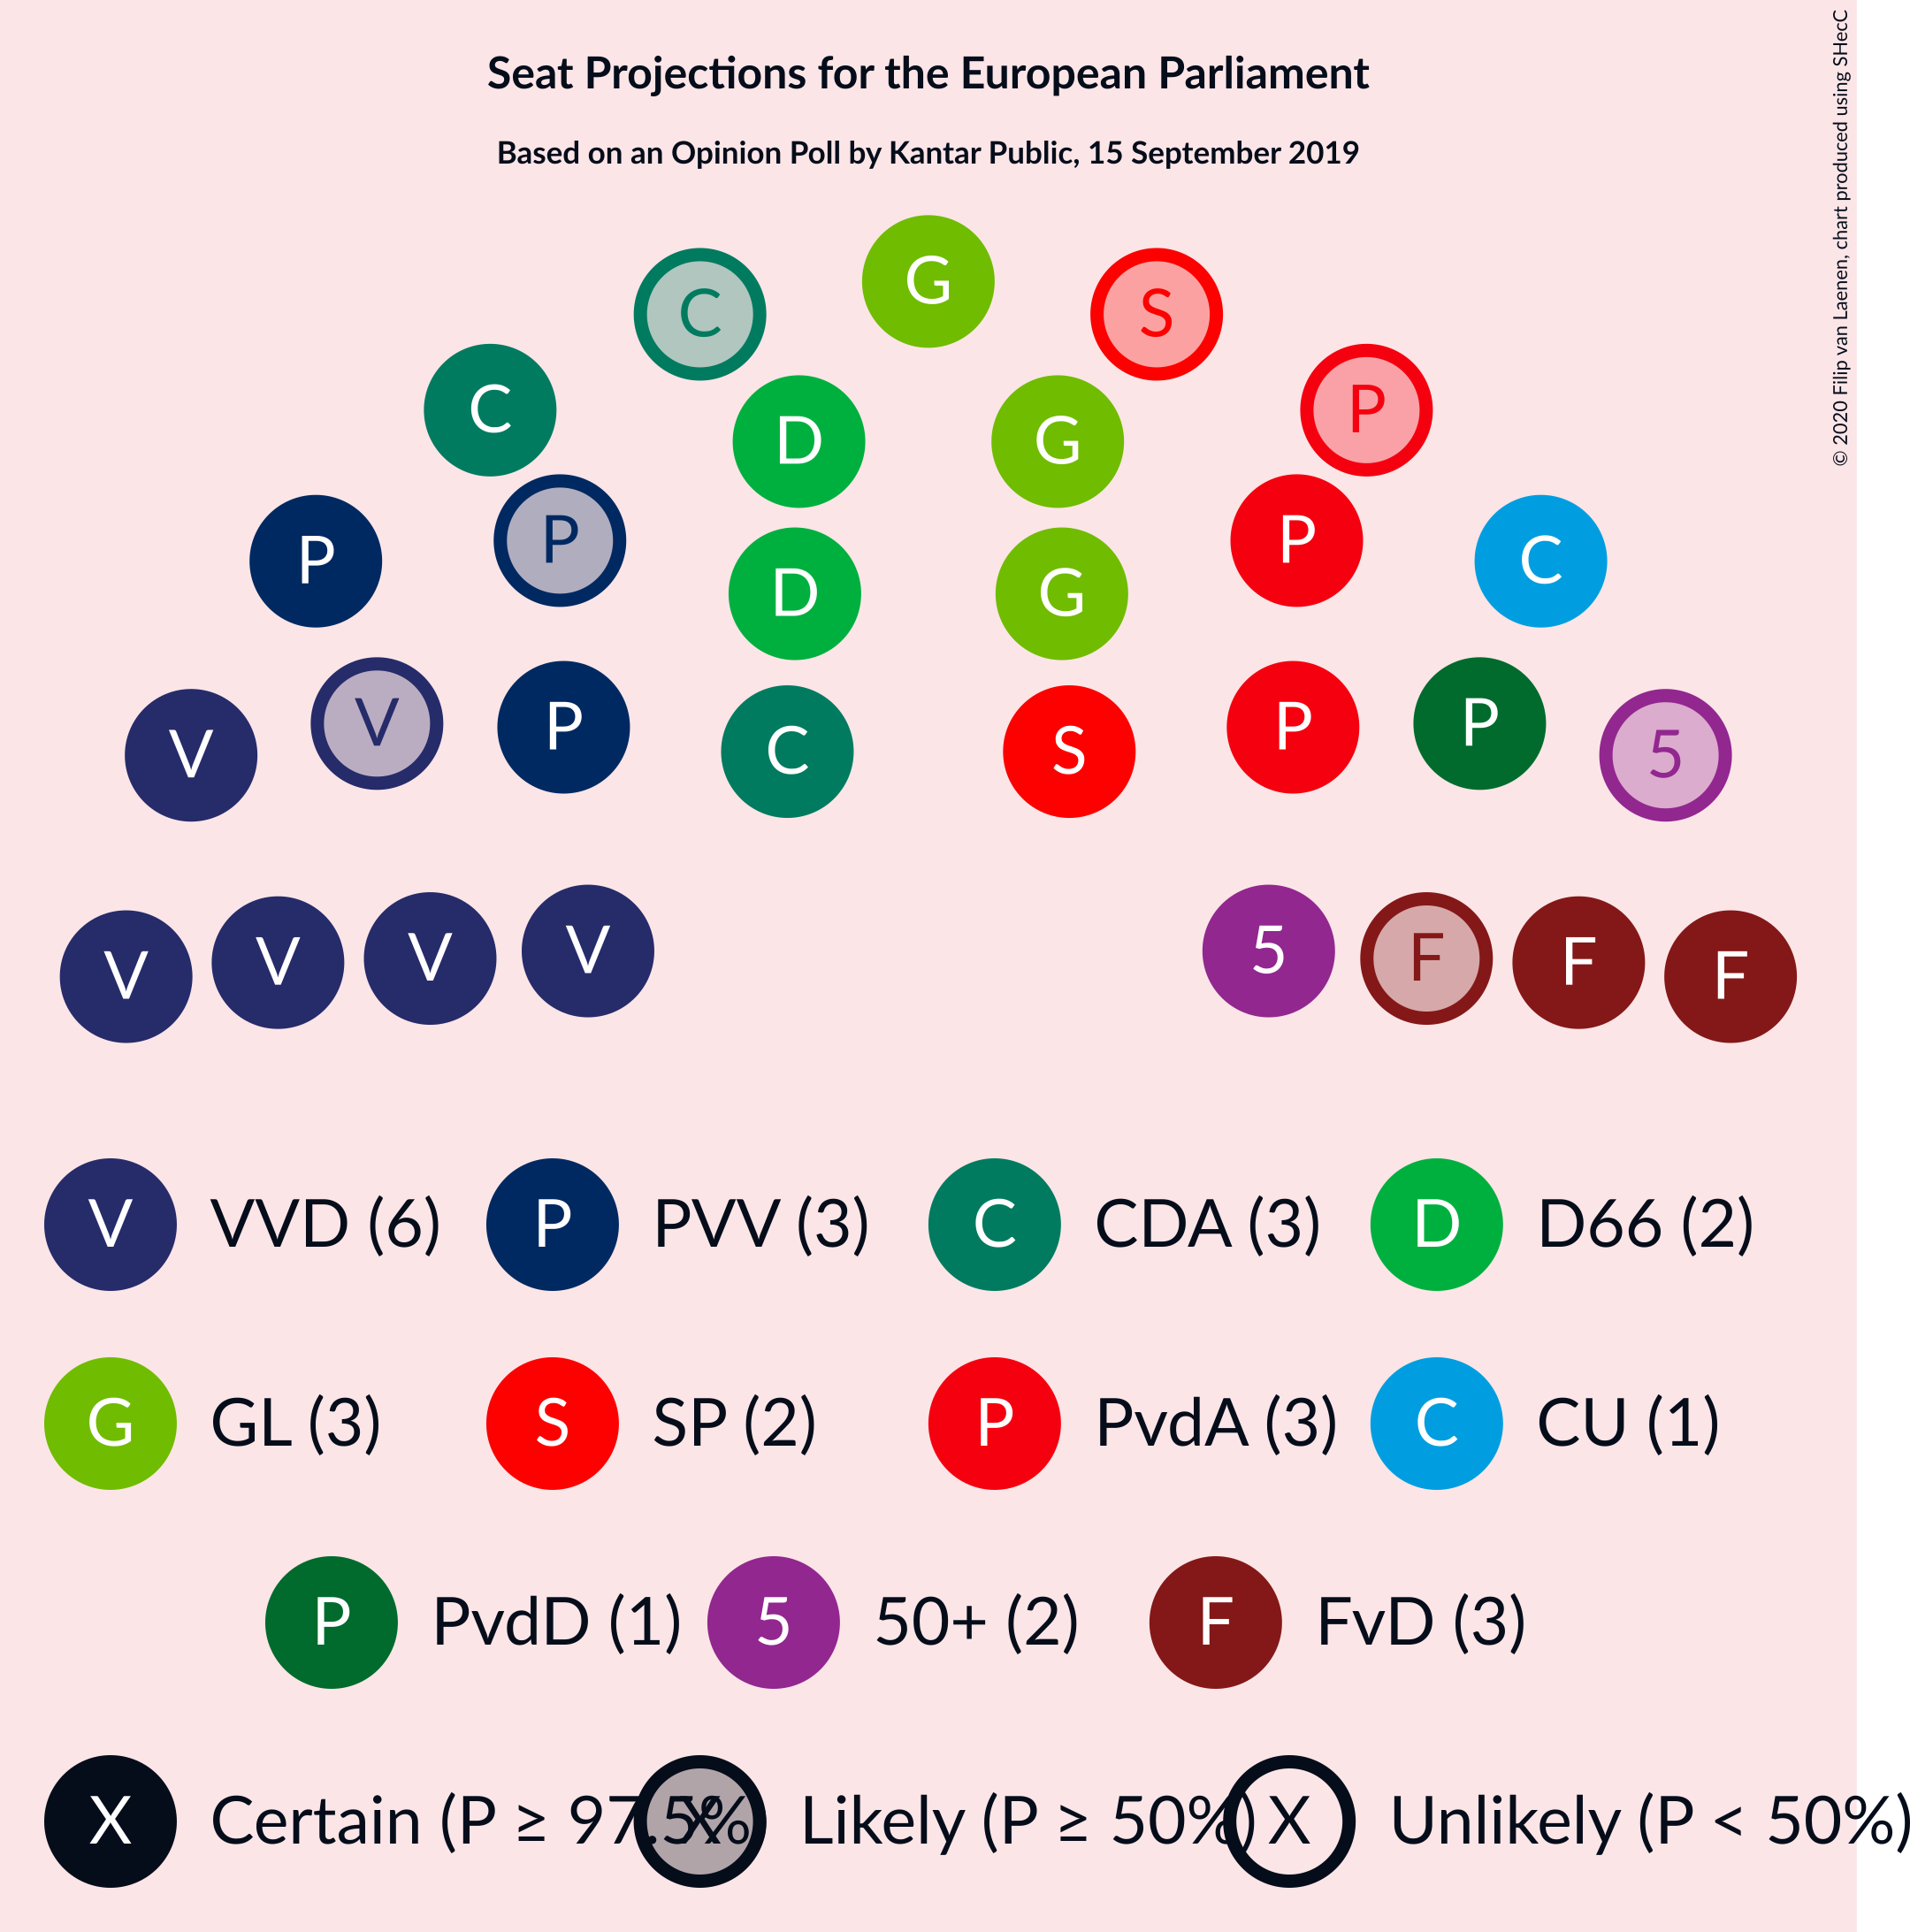 Seat Projections for the European Parliament
Based on an Opinion Poll by Kantar Public, 15 September 2019
© 2020 Filip van Laenen, chart produced using SHecC
G
C S
C P
D G
P P P C
D G
V V P C S P P 5
V V V V 5 F F F
V VVD (6) P PVV (3) C CDA (3) D D66 (2)
G GL (3) S SP (2) P PvdA (3) C CU (1)
P PvdD (1) 5 50+ (2) F FvD (3)
X Certain (P ≥ 97.5% X Likely (P ≥ 50%) X Unlikely (P < 50%)